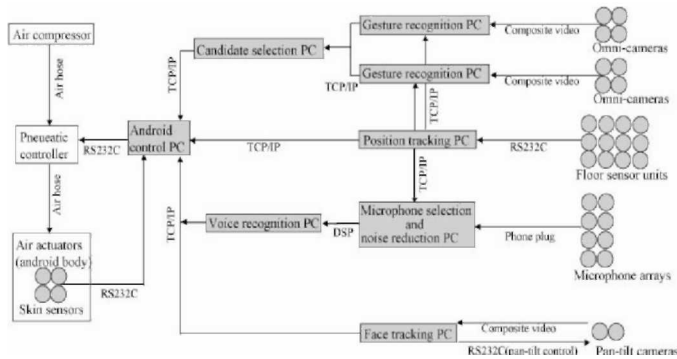 Air compressor
Air hose
Pneueatic
controller
Air hose
Air actuators
(android body)
Skin sensors
RS232C
RS232C
Android
control PC
TCP/IP
Candidate selection PC
TCP/IP
Gesture recognition PC
Composite video
Omni-cameras
Gesture recognition PC
Composite video
Omni-cameras
TCP/IP
TCP/IP
Position tracking PC
RS232C
Floor sensor units
TCP/IP
Voice recognition PC
DSP
Microphone selection
and
noise reduction PC
Phone plug
Microphone arrays
TCP/IP
Face tracking PC
Composite video
RS232C(pan-tilt control)
Pan-tilt cameras